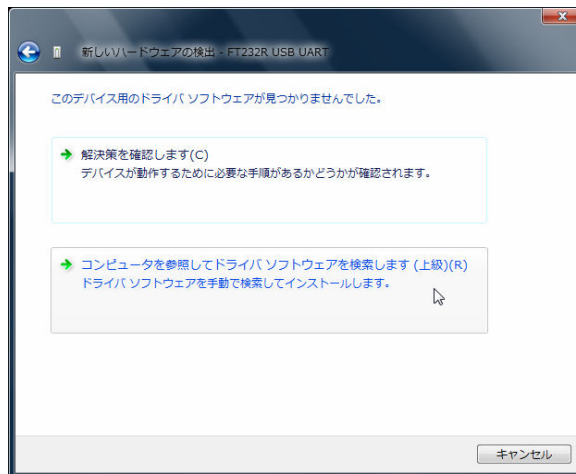 新しいハードウェアの検出 - FT232R USB UART
このデバイス用のドライバ ソフトウェアが見つかりませんでした。
解決策を確認します(C)
デバイスが動作するために必要な手順があるかどうかが確認されます。
コンピュータを参照してドライバ ソフトウェアを検索します (上級)(R)
ドライバ ソフトウェアを手動で検索してインストールします。
キャンセル